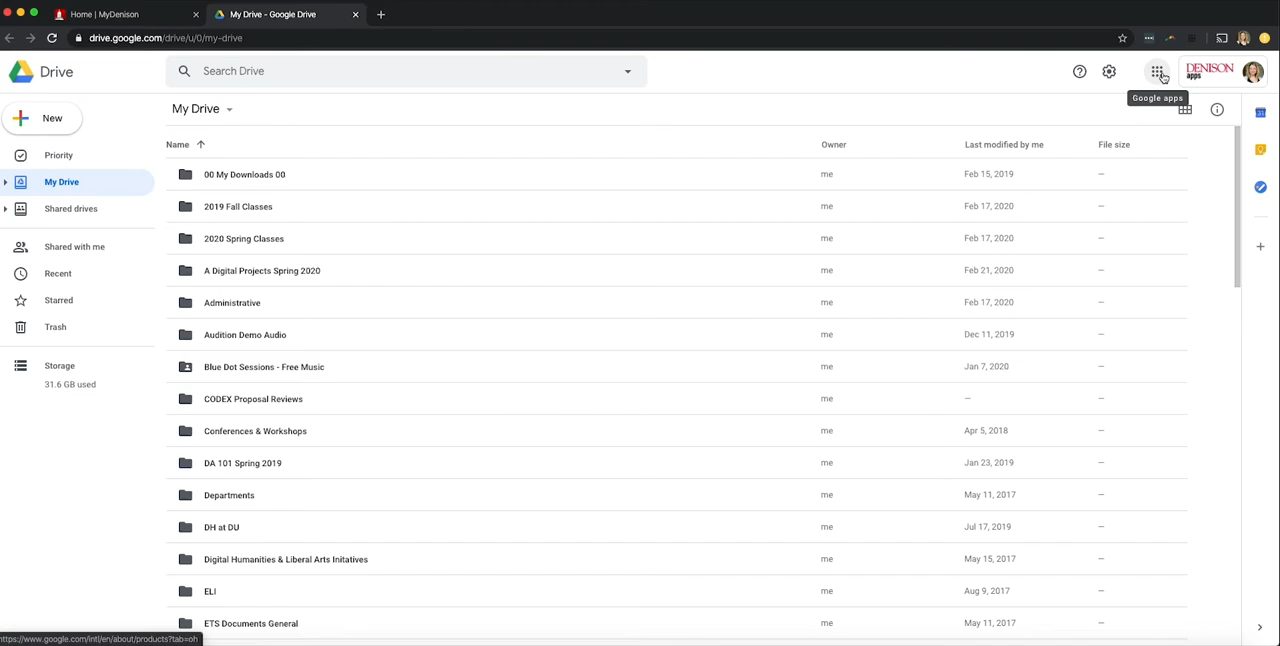 Home | MyDenison
My Drive - Google Drive
drive.google.com/drive/u/0/my-drive
Drive
Search Drive
DENISON
apps
Google apps
New
My Drive
Priority
My Drive
Shared drives
Shared with me
Recent
Starred
Trash
Storage
31.6 GB used
Name Owner Last modified by me File size
00 My Downloads 00 me Feb 15, 2019 —
2019 Fall Classes me Feb 17, 2020 —
2020 Spring Classes me Feb 17, 2020 —
A Digital Projects Spring 2020 me Feb 21, 2020 —
Administrative me Feb 17, 2020 —
Audition Demo Audio me Dec 11, 2019 —
Blue Dot Sessions - Free Music me Jan 7, 2020 —
CODEX Proposal Reviews me — —
Conferences & Workshops me Apr 5, 2018 —
DA 101 Spring 2019 me Jan 23, 2019 —
Departments me May 11, 2017 —
DH at DU me Jul 17, 2019 —
Digital Humanities & Liberal Arts Initatives me May 15, 2017 —
ELI me Aug 9, 2017 —
ETS Documents General me May 11, 2017 —
https://www.google.com/intl/en/about/products?tab=oh